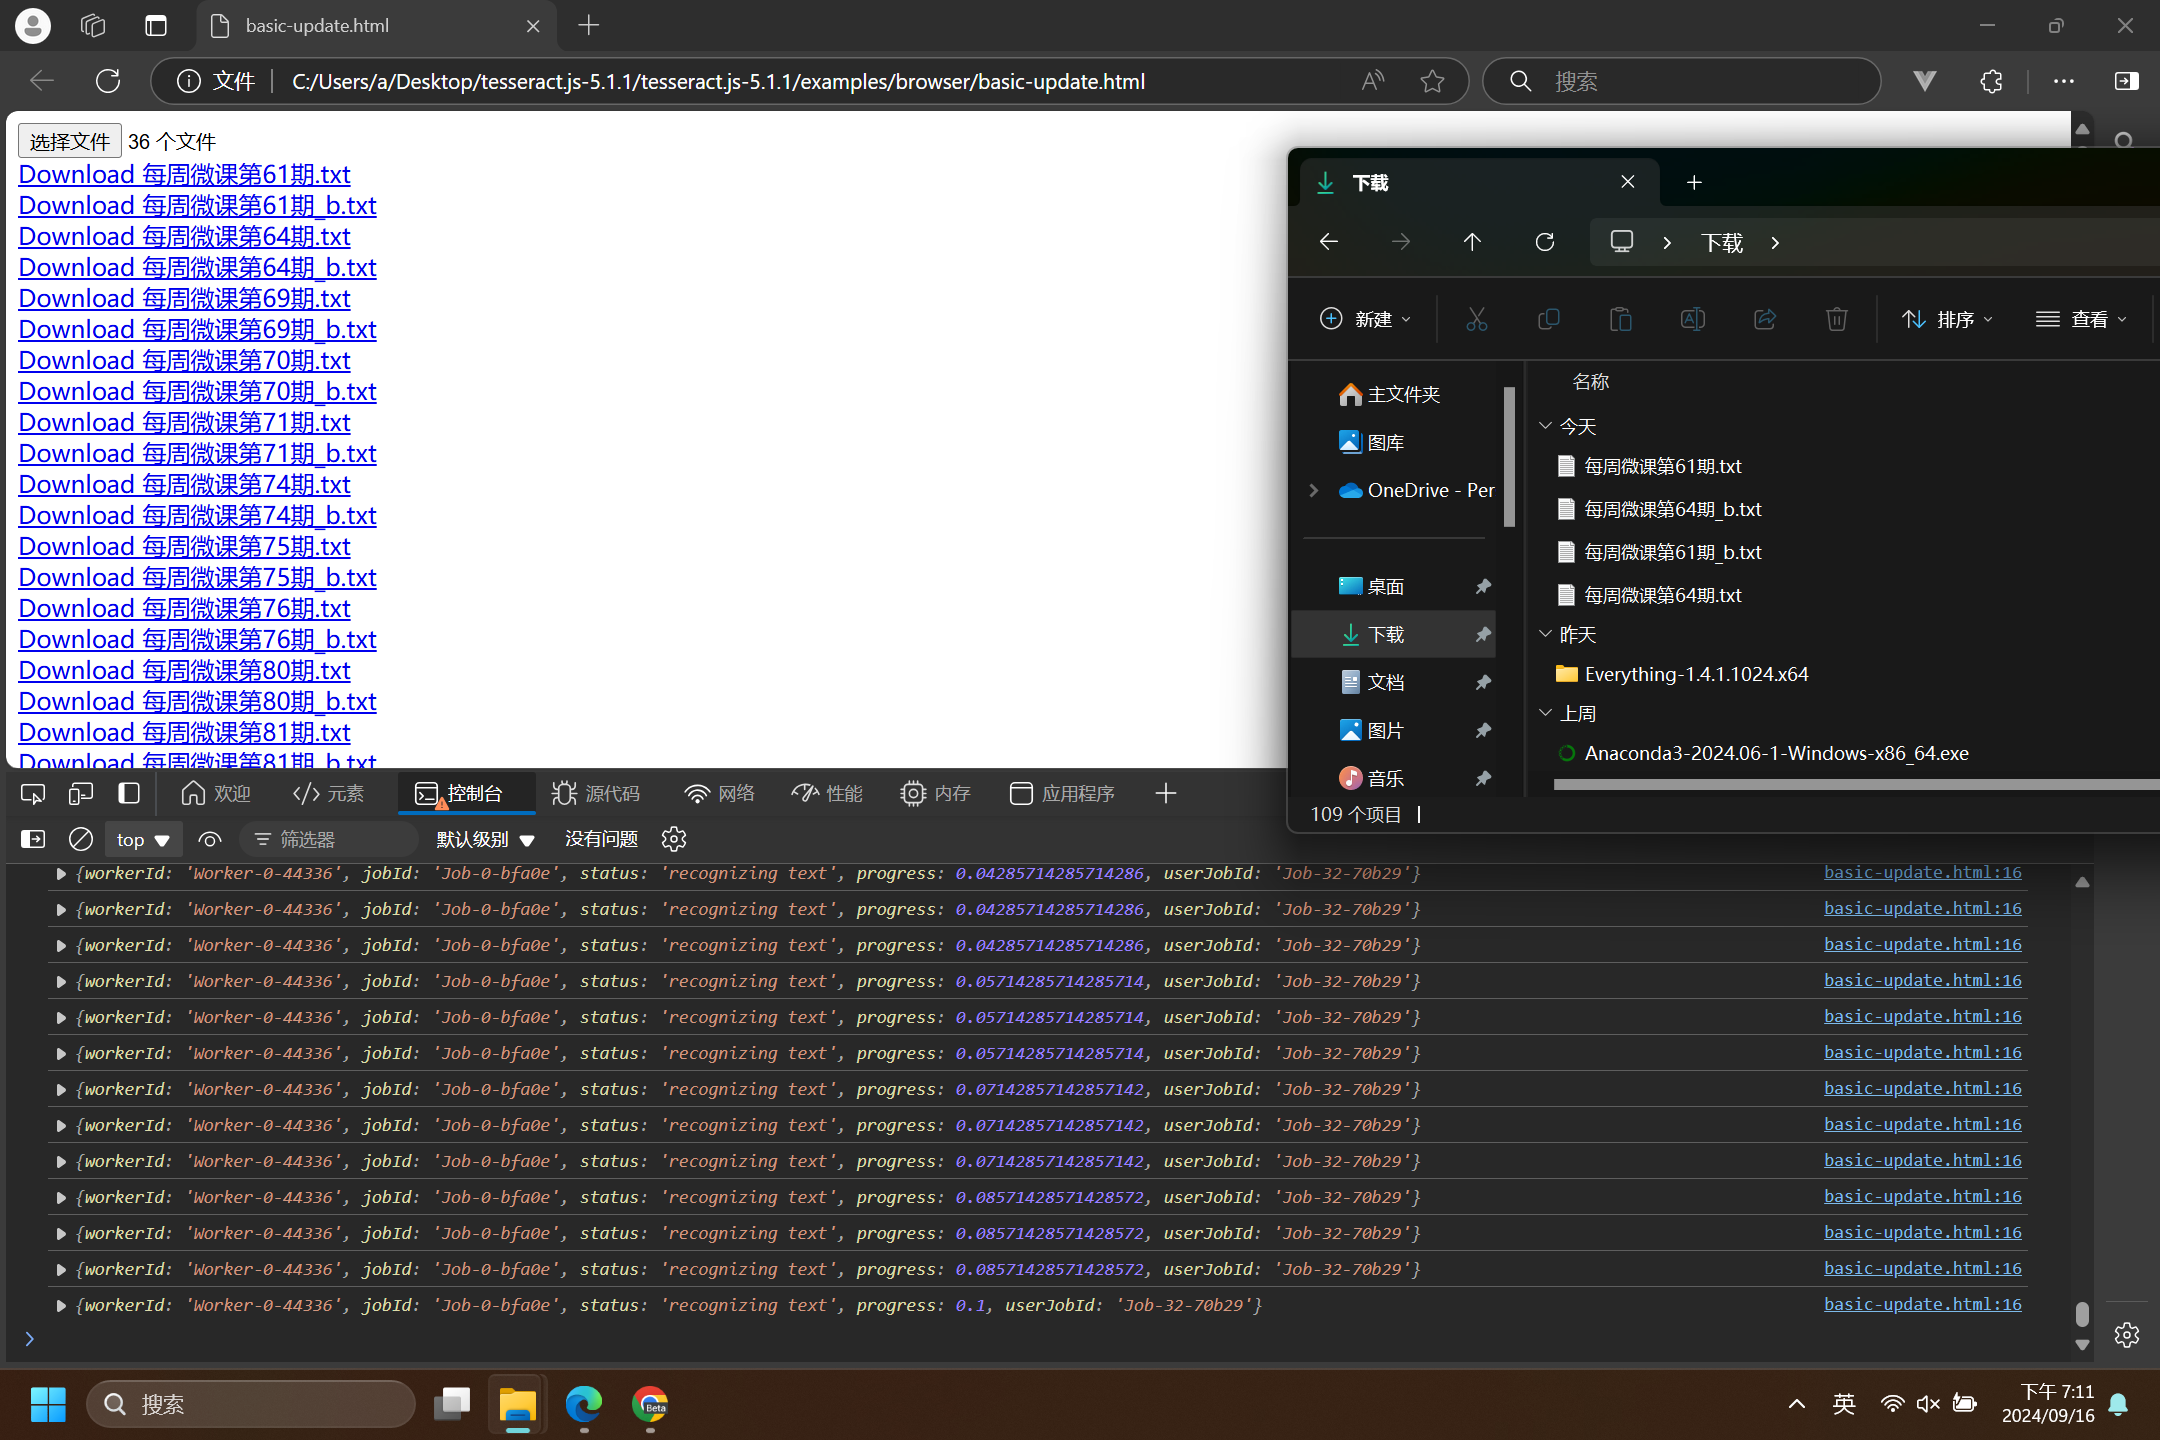 basic-update.html
文件
C:/Users/a/Desktop/tesseract.js-5.1.1/tesseract.js-5.1.1/examples/browser/basic-update.html
搜索
选择文件 36 个文件
Download 每周微课第61期.txt
Download 每周微课第61期_b.txt
Download 每周微课第64期.txt
Download 每周微课第64期_b.txt
Download 每周微课第69期.txt
Download 每周微课第69期_b.txt
Download 每周微课第70期.txt
Download 每周微课第70期_b.txt
Download 每周微课第71期.txt
Download 每周微课第71期_b.txt
Download 每周微课第74期.txt
Download 每周微课第74期_b.txt
Download 每周微课第75期.txt
Download 每周微课第75期_b.txt
Download 每周微课第76期.txt
Download 每周微课第76期_b.txt
Download 每周微课第80期.txt
Download 每周微课第80期_b.txt
Download 每周微课第81期.txt
Download 每周微课第81期_b.txt
下载
下载
新建
排序
查看
主文件夹
图库
OneDrive - Per
桌面
下载
文档
图片
音乐
名称
今天
每周微课第61期.txt
每周微课第64期_b.txt
每周微课第61期_b.txt
每周微课第64期.txt
昨天
Everything-1.4.1.1024.x64
上周
Anaconda3-2024.06-1-Windows-x86_64.exe
109 个项目
欢迎 元素 控制台 源代码 网络 性能 内存 应用程序
top 筛选器 默认级别 没有问题
{workerId: 'Worker-0-44336', jobId: 'Job-0-bfa0e', status: 'recognizing text', progress: 0.04285714285714286, userJobId: 'Job-32-70b29'} basic-update.html:16
{workerId: 'Worker-0-44336', jobId: 'Job-0-bfa0e', status: 'recognizing text', progress: 0.04285714285714286, userJobId: 'Job-32-70b29'} basic-update.html:16
{workerId: 'Worker-0-44336', jobId: 'Job-0-bfa0e', status: 'recognizing text', progress: 0.04285714285714286, userJobId: 'Job-32-70b29'} basic-update.html:16
{workerId: 'Worker-0-44336', jobId: 'Job-0-bfa0e', status: 'recognizing text', progress: 0.05714285714285714, userJobId: 'Job-32-70b29'} basic-update.html:16
{workerId: 'Worker-0-44336', jobId: 'Job-0-bfa0e', status: 'recognizing text', progress: 0.05714285714285714, userJobId: 'Job-32-70b29'} basic-update.html:16
{workerId: 'Worker-0-44336', jobId: 'Job-0-bfa0e', status: 'recognizing text', progress: 0.05714285714285714, userJobId: 'Job-32-70b29'} basic-update.html:16
{workerId: 'Worker-0-44336', jobId: 'Job-0-bfa0e', status: 'recognizing text', progress: 0.07142857142857142, userJobId: 'Job-32-70b29'} basic-update.html:16
{workerId: 'Worker-0-44336', jobId: 'Job-0-bfa0e', status: 'recognizing text', progress: 0.07142857142857142, userJobId: 'Job-32-70b29'} basic-update.html:16
{workerId: 'Worker-0-44336', jobId: 'Job-0-bfa0e', status: 'recognizing text', progress: 0.07142857142857142, userJobId: 'Job-32-70b29'} basic-update.html:16
{workerId: 'Worker-0-44336', jobId: 'Job-0-bfa0e', status: 'recognizing text', progress: 0.08571428571428572, userJobId: 'Job-32-70b29'} basic-update.html:16
{workerId: 'Worker-0-44336', jobId: 'Job-0-bfa0e', status: 'recognizing text', progress: 0.08571428571428572, userJobId: 'Job-32-70b29'} basic-update.html:16
{workerId: 'Worker-0-44336', jobId: 'Job-0-bfa0e', status: 'recognizing text', progress: 0.08571428571428572, userJobId: 'Job-32-70b29'} basic-update.html:16
{workerId: 'Worker-0-44336', jobId: 'Job-0-bfa0e', status: 'recognizing text', progress: 0.1, userJobId: 'Job-32-70b29'} basic-update.html:16
搜索
Beta
英
下午 7:11
2024/09/16